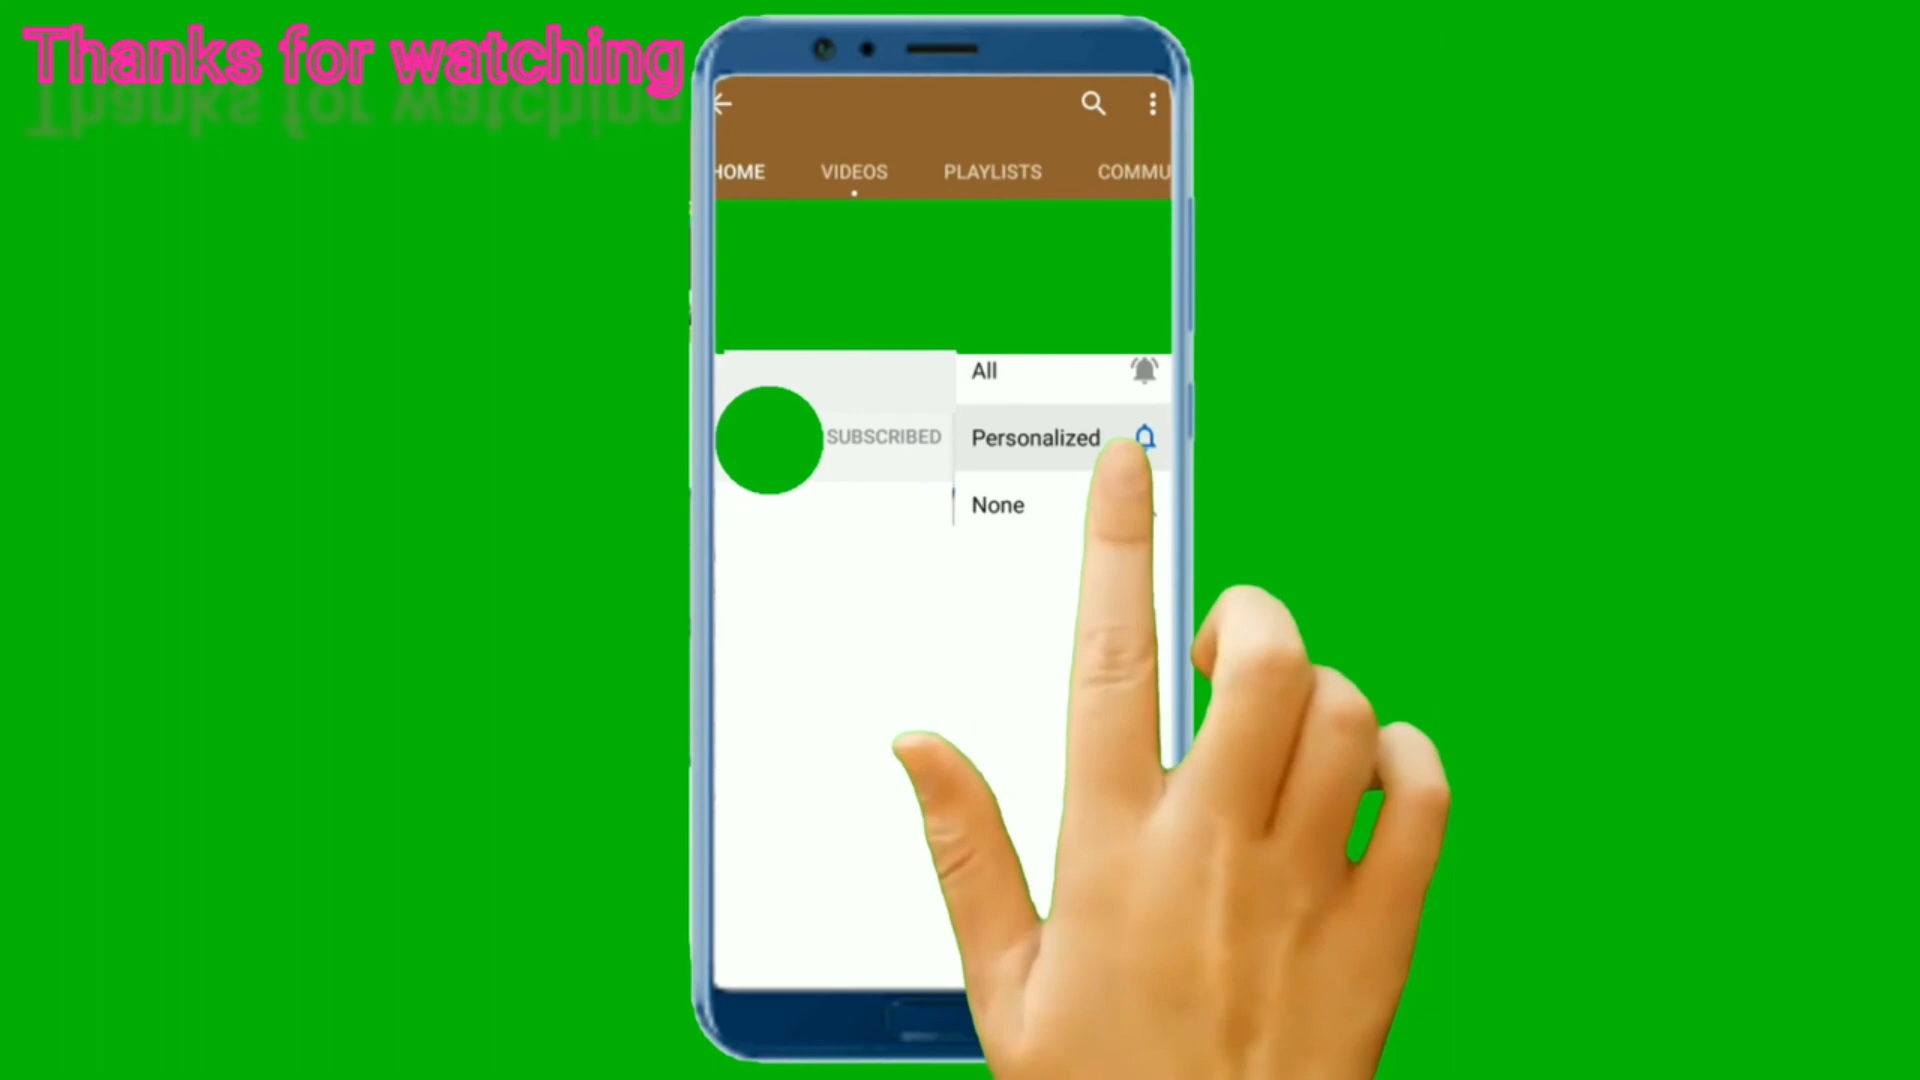 Thanks for watching
HOME VIDEOS PLAYLISTS COMMU
All
SUBSCRIBED Personalized
None